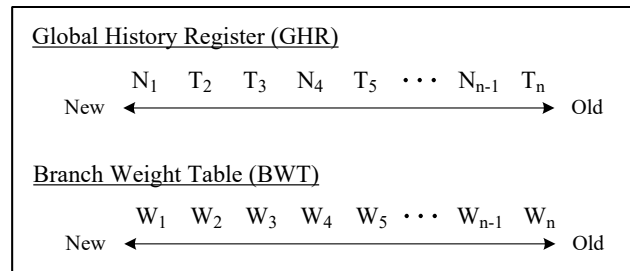 Global History Register (GHR)
N₁ T₂ T₃ N₄ T₅ ··· Nₙ₋₁ Tₙ
New Old
Branch Weight Table (BWT)
W₁ W₂ W₃ W₄ W₅ ··· Wₙ₋₁ Wₙ
New Old